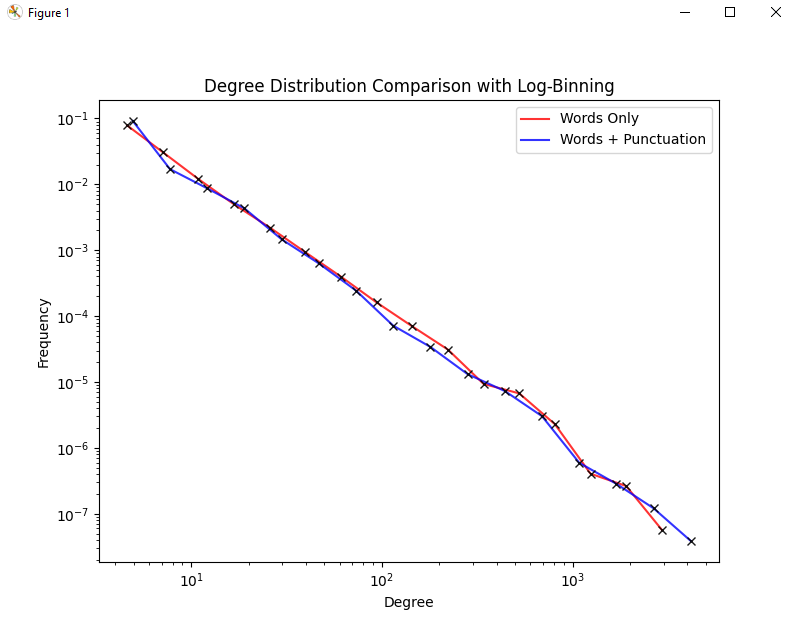 Figure 1
Degree Distribution Comparison with Log-Binning
Words Only
Words + Punctuation
10⁻¹
10⁻²
10⁻³
10⁻⁴
10⁻⁵
10⁻⁶
10⁻⁷
Frequency
10¹ 10² 10³
Degree